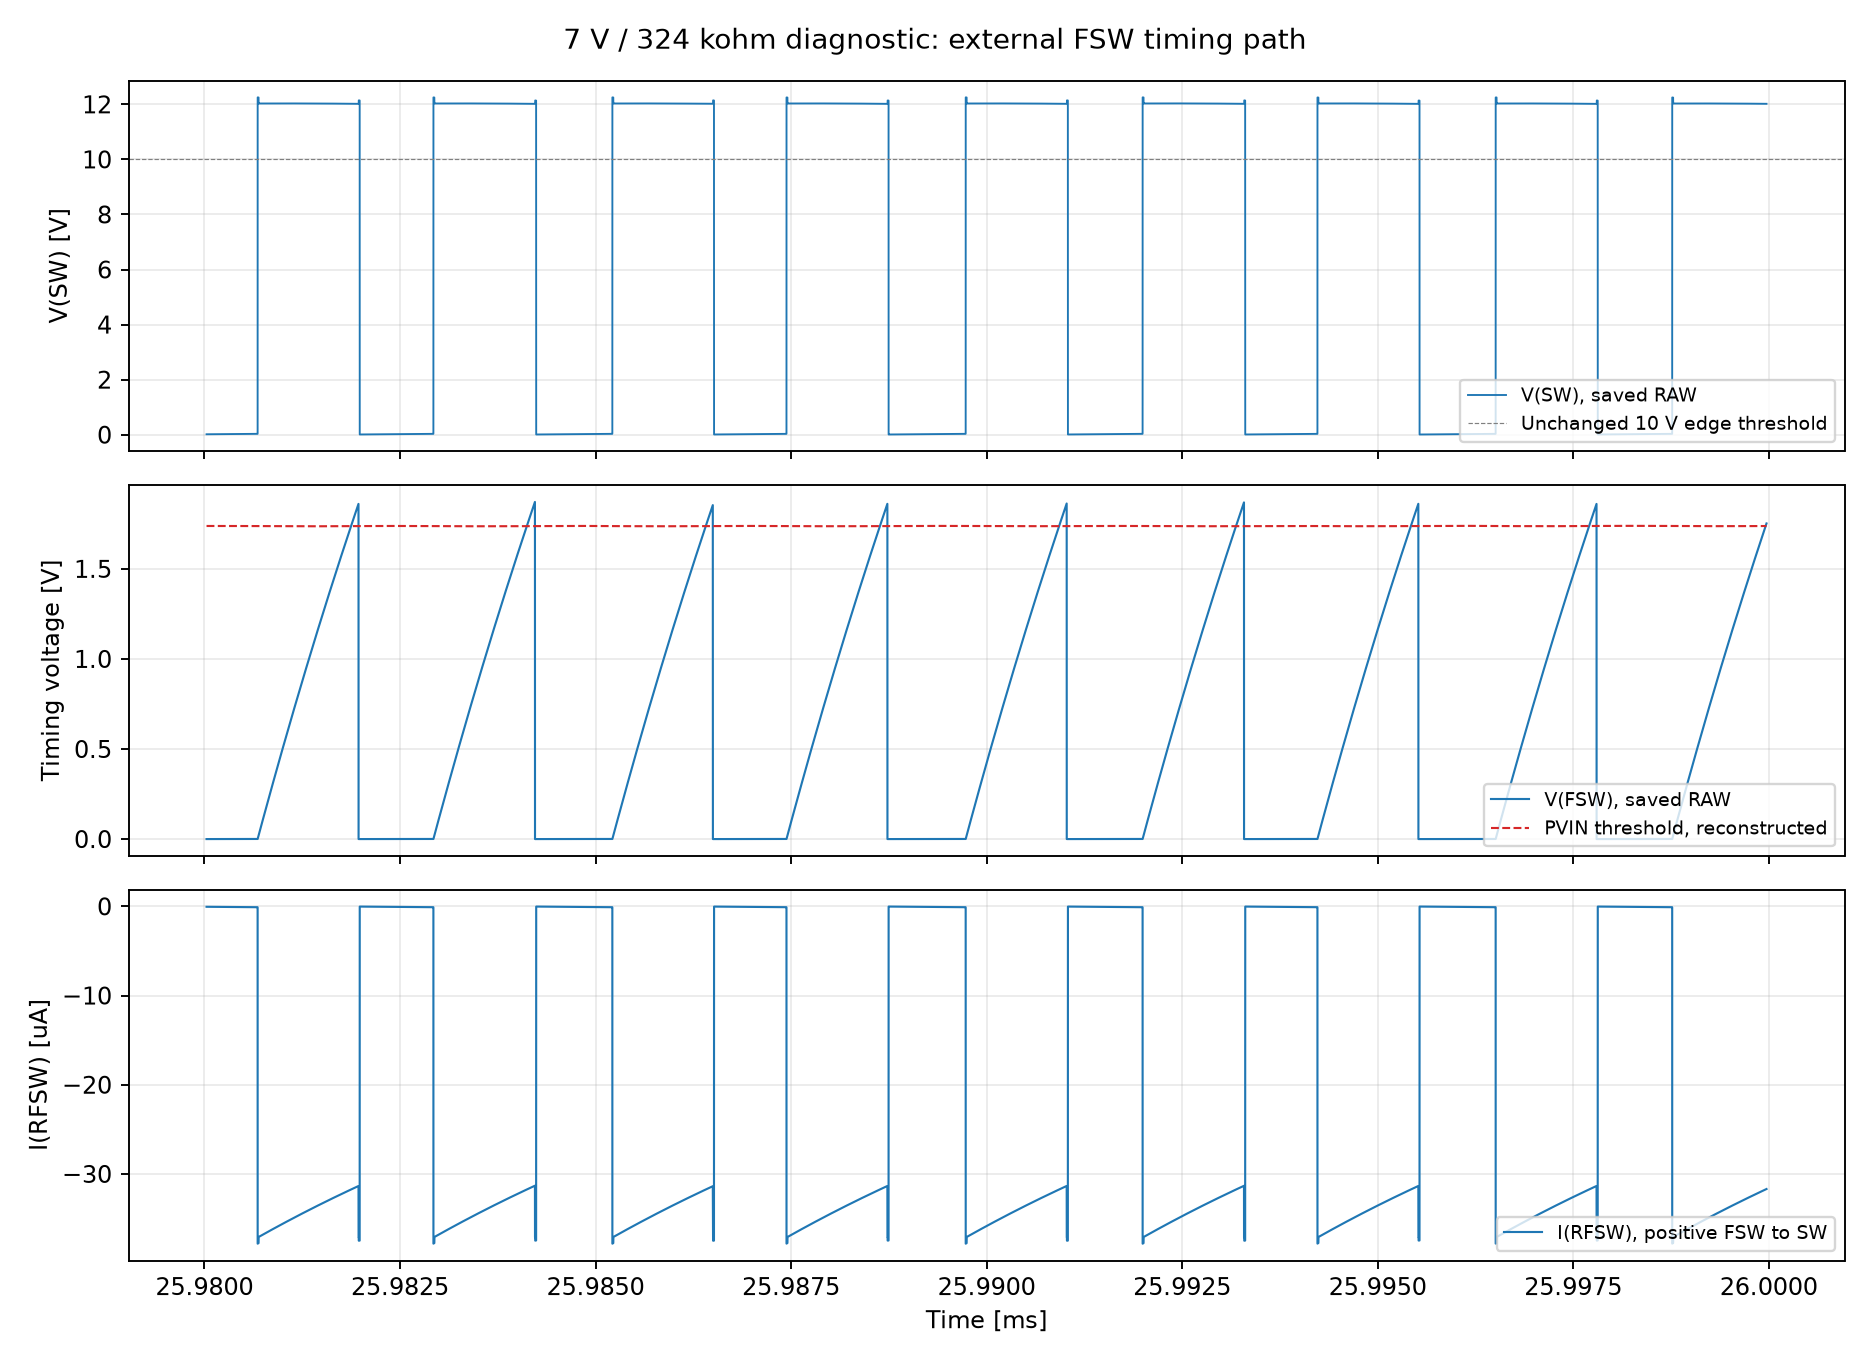 7 V / 324 kohm diagnostic: external FSW timing path
V(SW) [V]
12
10
8
6
4
2
0
V(SW), saved RAW
Unchanged 10 V edge threshold
Timing voltage [V]
1.5
1.0
0.5
0.0
V(FSW), saved RAW
PVIN threshold, reconstructed
I(RFSW) [uA]
0
−10
−20
−30
I(RFSW), positive FSW to SW
25.9800 25.9825 25.9850 25.9875 25.9900 25.9925 25.9950 25.9975 26.0000
Time [ms]